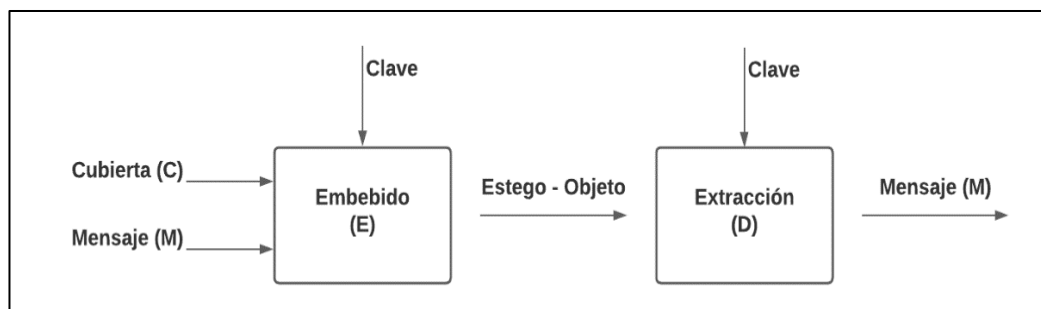 Clave
Clave
Cubierta (C)
Mensaje (M)
Embebido
(E)
Estego - Objeto
Extracción
(D)
Mensaje (M)